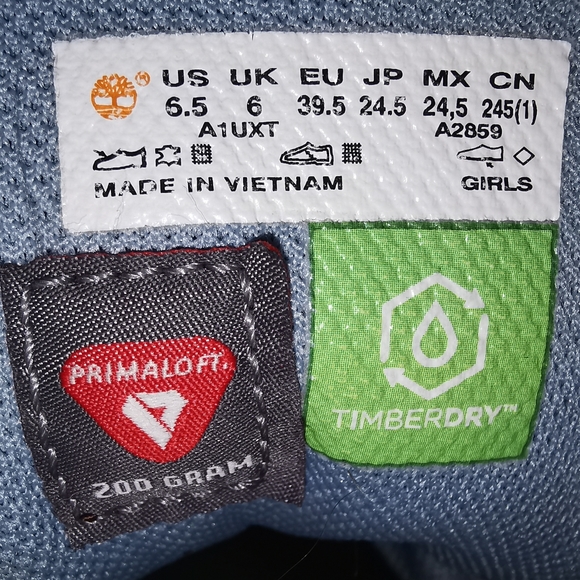 US UK EU JP MX CN
6.5 6 39.5 24.5 24,5 245(1)
A1UXT A2859
MADE IN VIETNAM GIRLS
PRIMALOFT.
200 GRAM
TIMBERDRY™